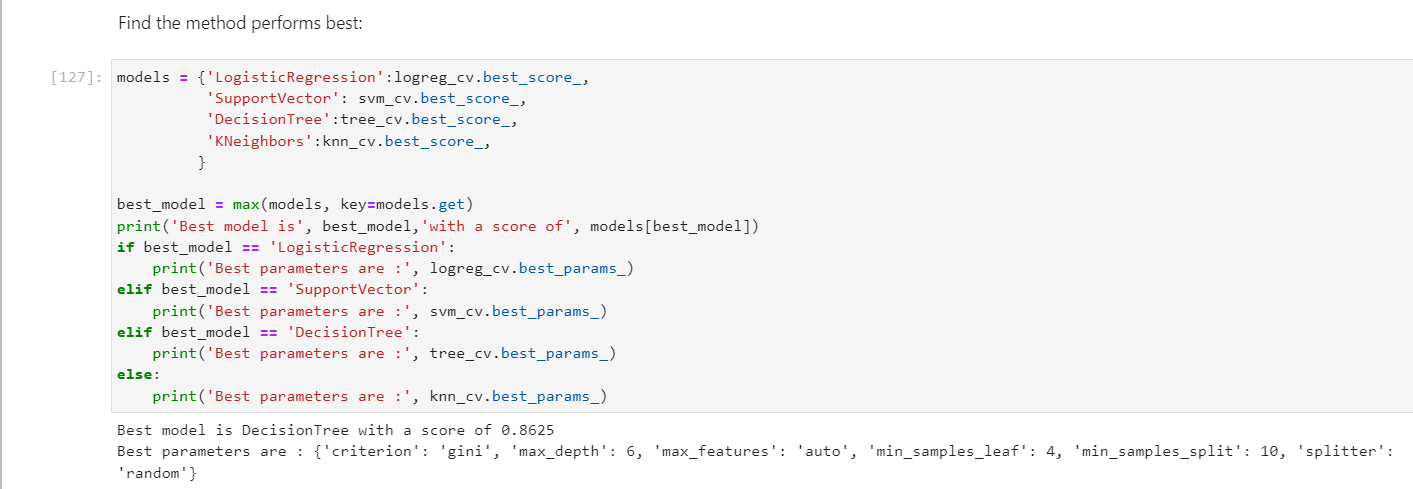 Find the method performs best:
[127]: models = {'LogisticRegression':logreg_cv.best_score_,
'SupportVector': svm_cv.best_score_,
'DecisionTree':tree_cv.best_score_,
'KNeighbors':knn_cv.best_score_,
}
best_model = max(models, key=models.get)
print('Best model is', best_model,'with a score of', models[best_model])
if best_model == 'LogisticRegression':
print('Best parameters are :', logreg_cv.best_params_)
elif best_model == 'SupportVector':
print('Best parameters are :', svm_cv.best_params_)
elif best_model == 'DecisionTree':
print('Best parameters are :', tree_cv.best_params_)
else:
print('Best parameters are :', knn_cv.best_params_)
Best model is DecisionTree with a score of 0.8625
Best parameters are : {'criterion': 'gini', 'max_depth': 6, 'max_features': 'auto', 'min_samples_leaf': 4, 'min_samples_split': 10, 'splitter':
'random'}